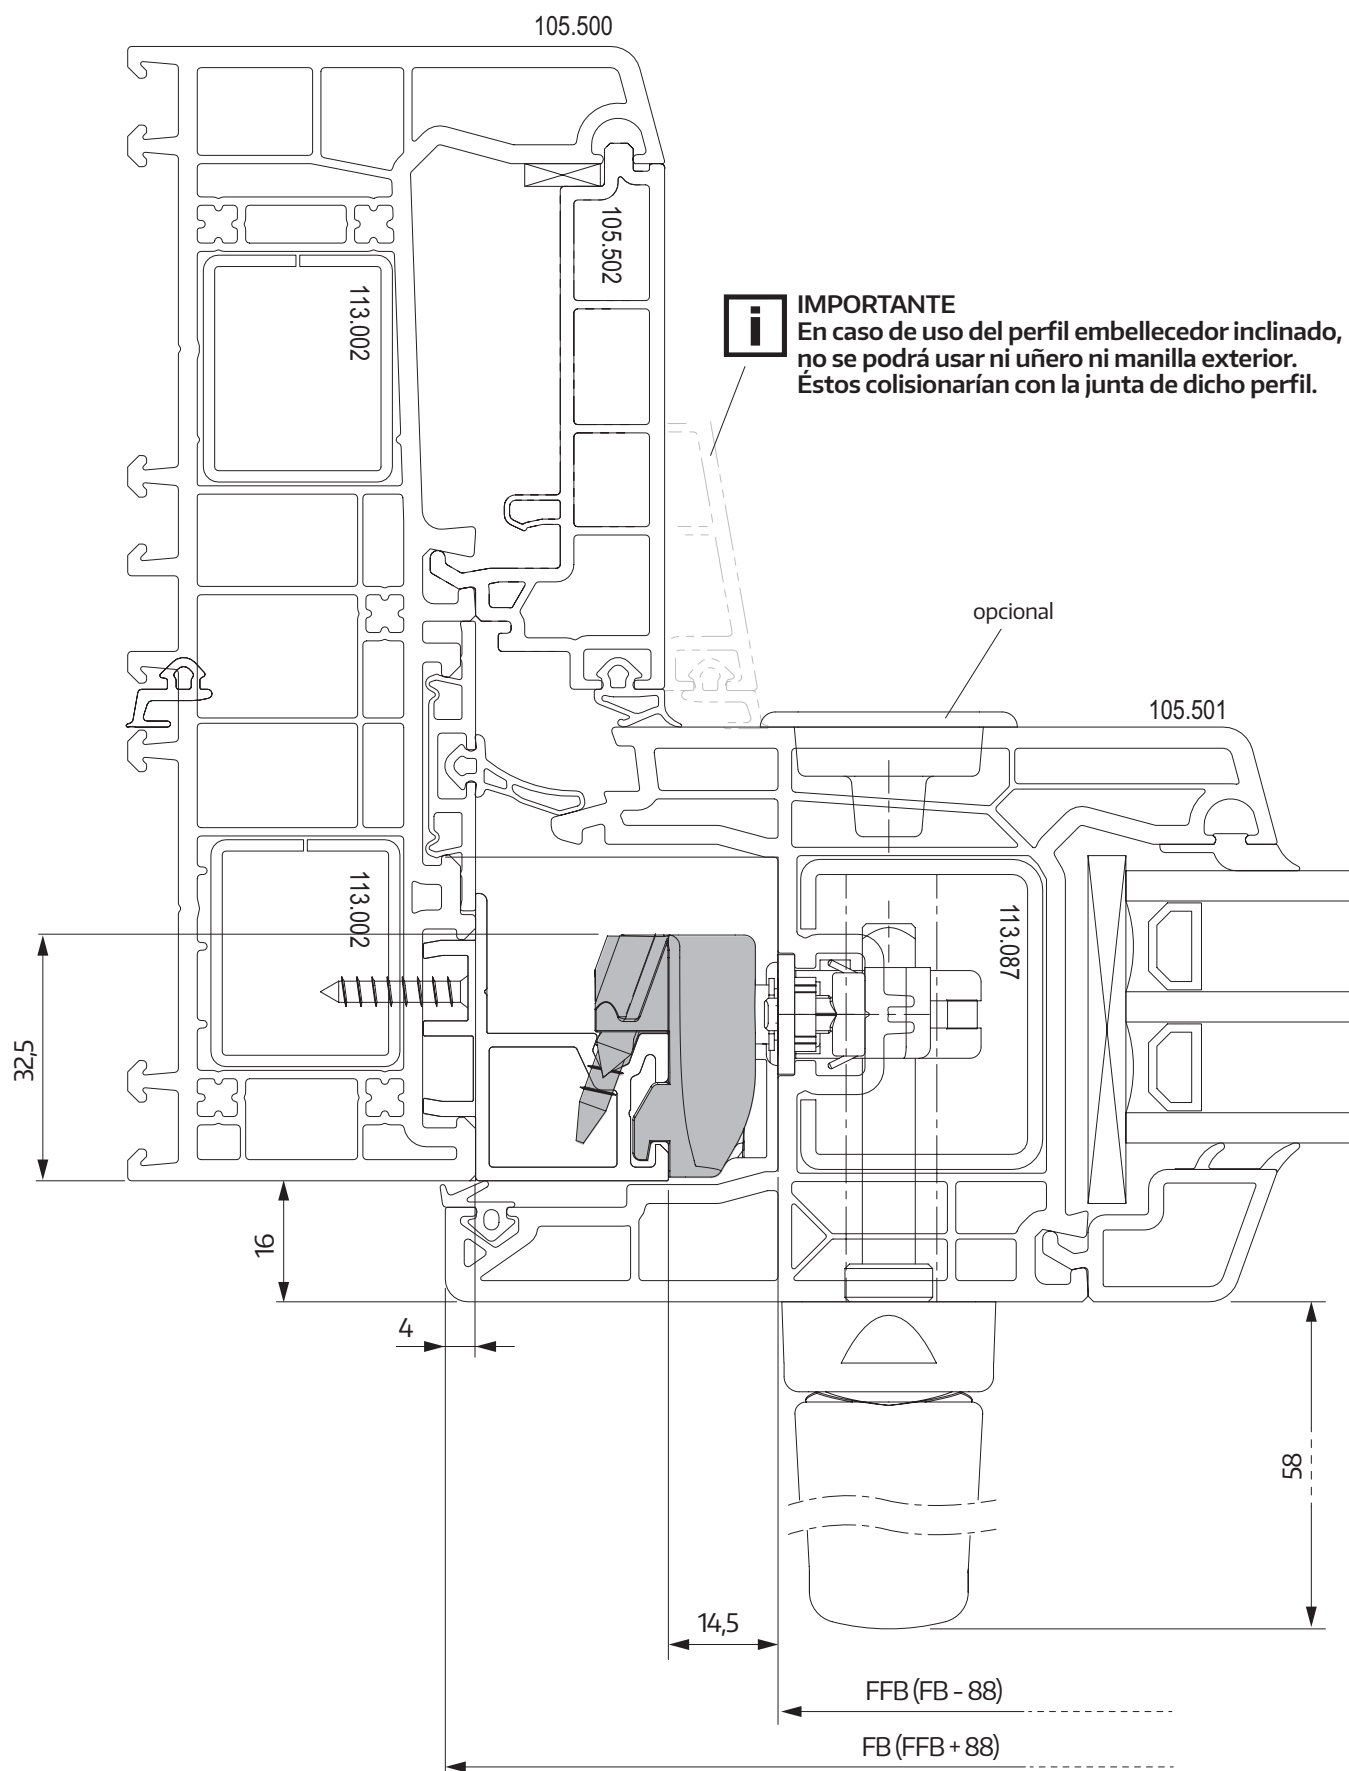 105.500
105.502
113.002
IMPORTANTE
En caso de uso del perfil embellecedor inclinado,
no se podrá usar ni uñero ni manilla exterior.
Éstos colisionarían con la junta de dicho perfil.
opcional
105.501
113.002
113.087
32,5
16
4
58
14,5
FFB (FB - 88)
FB (FFB + 88)